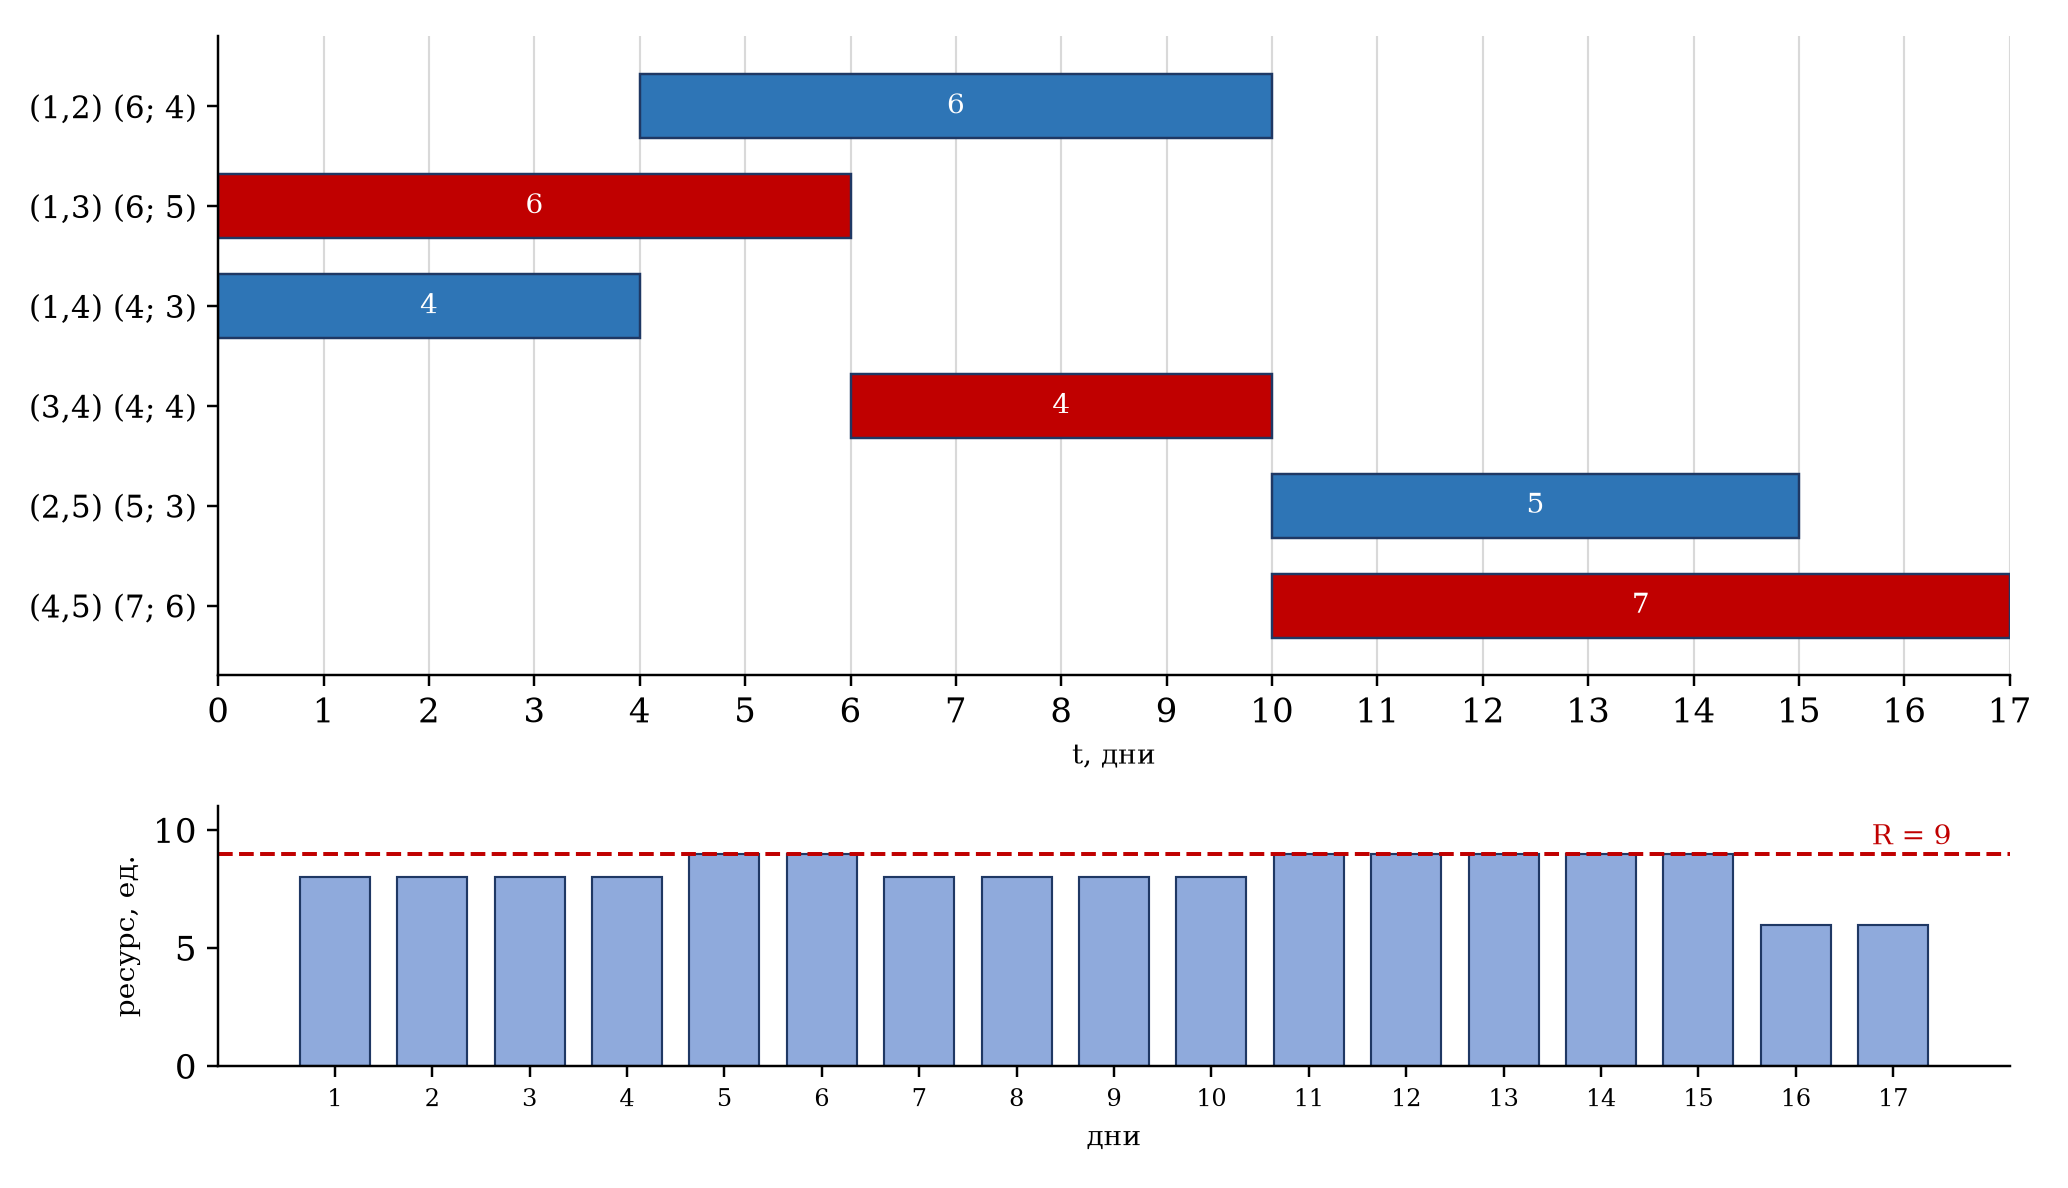 (1,2) (6; 4)
6
(1,3) (6; 5)
6
(1,4) (4; 3)
4
(3,4) (4; 4)
4
(2,5) (5; 3)
5
(4,5) (7; 6)
7
0 1 2 3 4 5 6 7 8 9 10 11 12 13 14 15 16 17
t, дни
10
R = 9
5
0
ресурс, ед.
1 2 3 4 5 6 7 8 9 10 11 12 13 14 15 16 17
дни